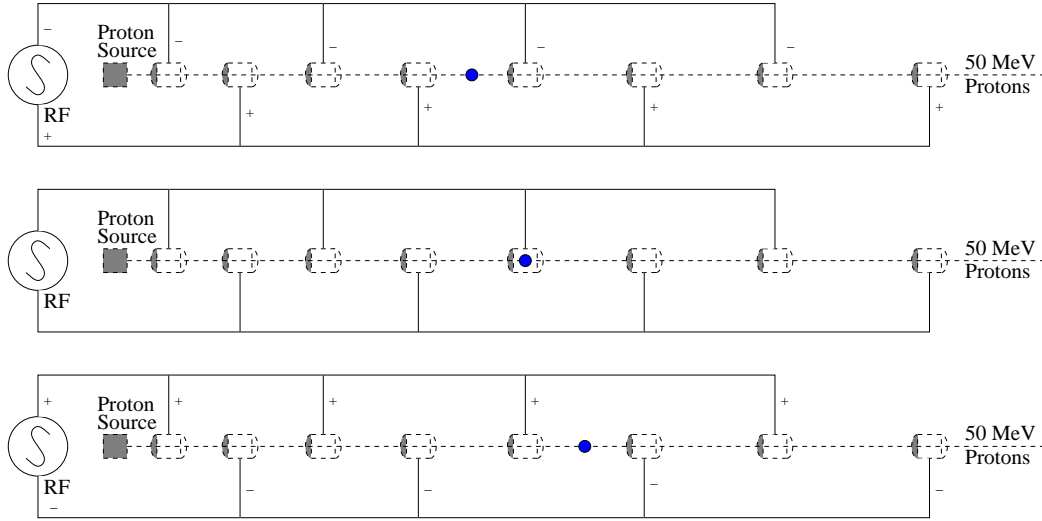 − − − − −
Proton
Source
50 MeV
Protons
RF
+ + + + +
Proton
Source
50 MeV
Protons
RF
+ + + + +
Proton
Source
50 MeV
Protons
RF
− − − − −